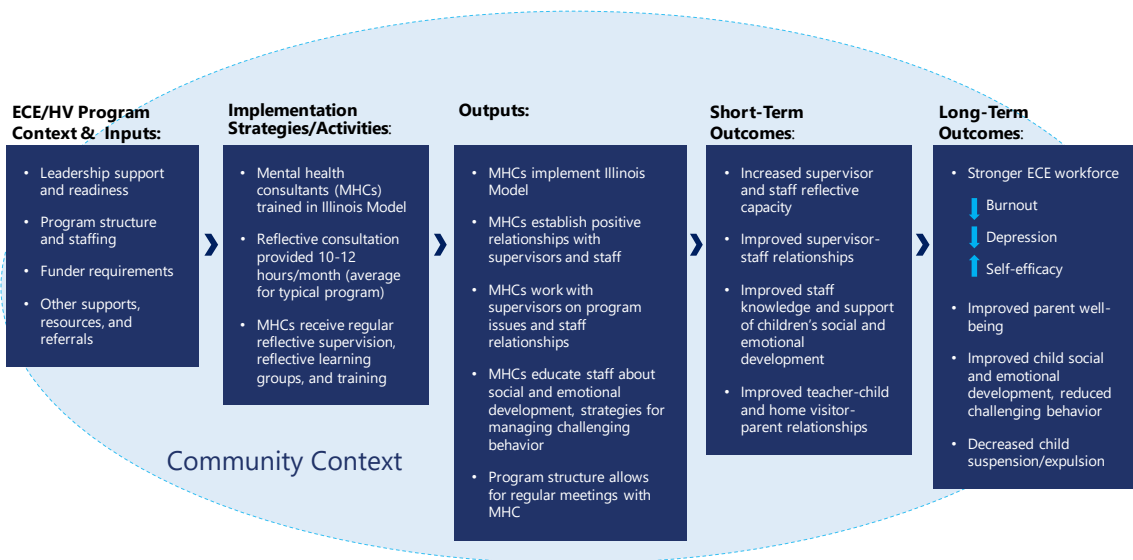 ECE/HV Program
Context & Inputs:
• Leadership support
and readiness
• Program structure
and staffing
• Funder requirements
• Other supports,
resources, and
referrals
Implementation
Strategies/Activities:
• Mental health
consultants (MHCs)
trained in Illinois Model
• Reflective consultation
provided 10-12
hours/month (average
for typical program)
• MHCs receive regular
reflective supervision,
reflective learning
groups, and training
Outputs:
• MHCs implement Illinois
Model
• MHCs establish positive
relationships with
supervisors and staff
• MHCs work with
supervisors on program
issues and staff
relationships
• MHCs educate staff about
social and emotional
development, strategies for
managing challenging
behavior
• Program structure allows
for regular meetings with
MHC
Short-Term
Outcomes:
• Increased supervisor
and staff reflective
capacity
• Improved supervisor-
staff relationships
• Improved staff
knowledge and support
of children's social and
emotional
development
• Improved teacher-child
and home visitor-
parent relationships
Long-Term
Outcomes:
• Stronger ECE workforce
Burnout
Depression
Self-efficacy
• Improved parent well-
being
• Improved child social
and emotional
development, reduced
challenging behavior
• Decreased child
suspension/expulsion
Community Context